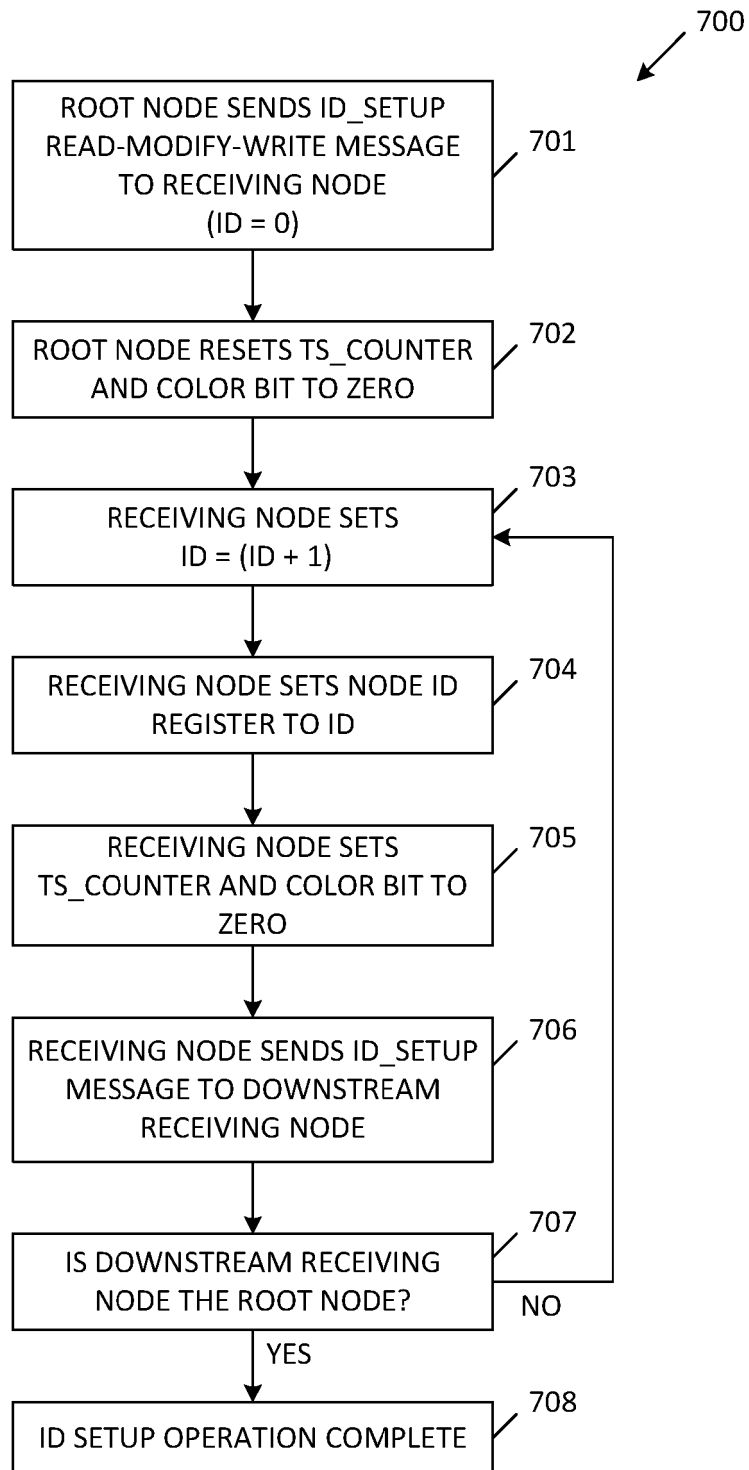 700
ROOT NODE SENDS ID_SETUP
READ-MODIFY-WRITE MESSAGE
TO RECEIVING NODE
(ID = 0)
701
ROOT NODE RESETS TS_COUNTER
AND COLOR BIT TO ZERO
702
RECEIVING NODE SETS
ID = (ID + 1)
703
RECEIVING NODE SETS NODE ID
REGISTER TO ID
704
RECEIVING NODE SETS
TS_COUNTER AND COLOR BIT TO
ZERO
705
RECEIVING NODE SENDS ID_SETUP
MESSAGE TO DOWNSTREAM
RECEIVING NODE
706
IS DOWNSTREAM RECEIVING
NODE THE ROOT NODE?
707
NO
YES
ID SETUP OPERATION COMPLETE
708